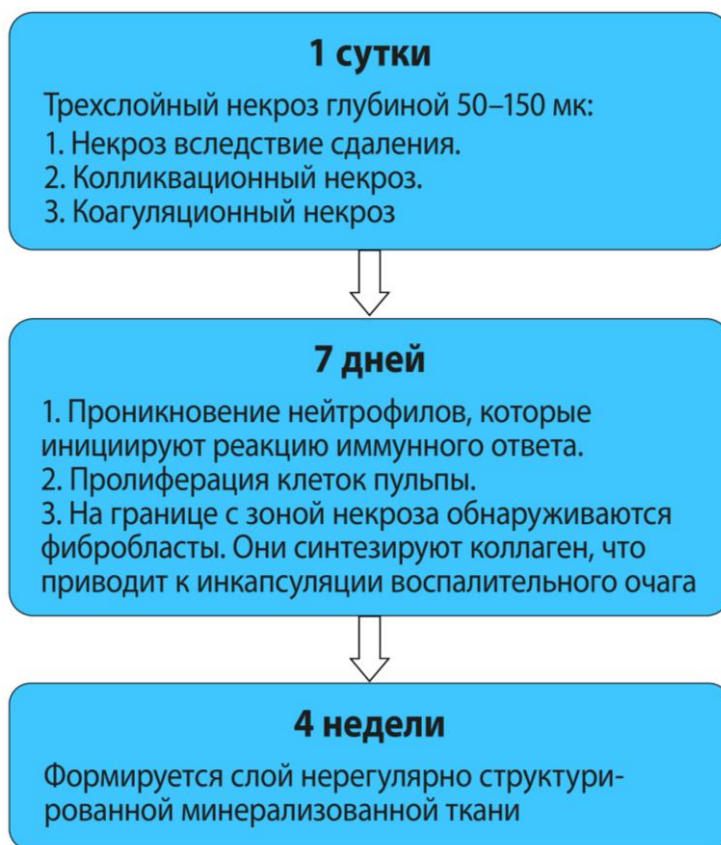 1 сутки
Трехслойный некроз глубиной 50–150 мк:
1. Некроз вследствие сдаления.
2. Колликвационный некроз.
3. Коагуляционный некроз
7 дней
1. Проникновение нейтрофилов, которые
инициируют реакцию иммунного ответа.
2. Пролиферация клеток пульпы.
3. На границе с зоной некроза обнаруживаются
фибробласты. Они синтезируют коллаген, что
приводит к инкапсуляции воспалительного очага
4 недели
Формируется слой нерегулярно структури-
рованной минерализованной ткани